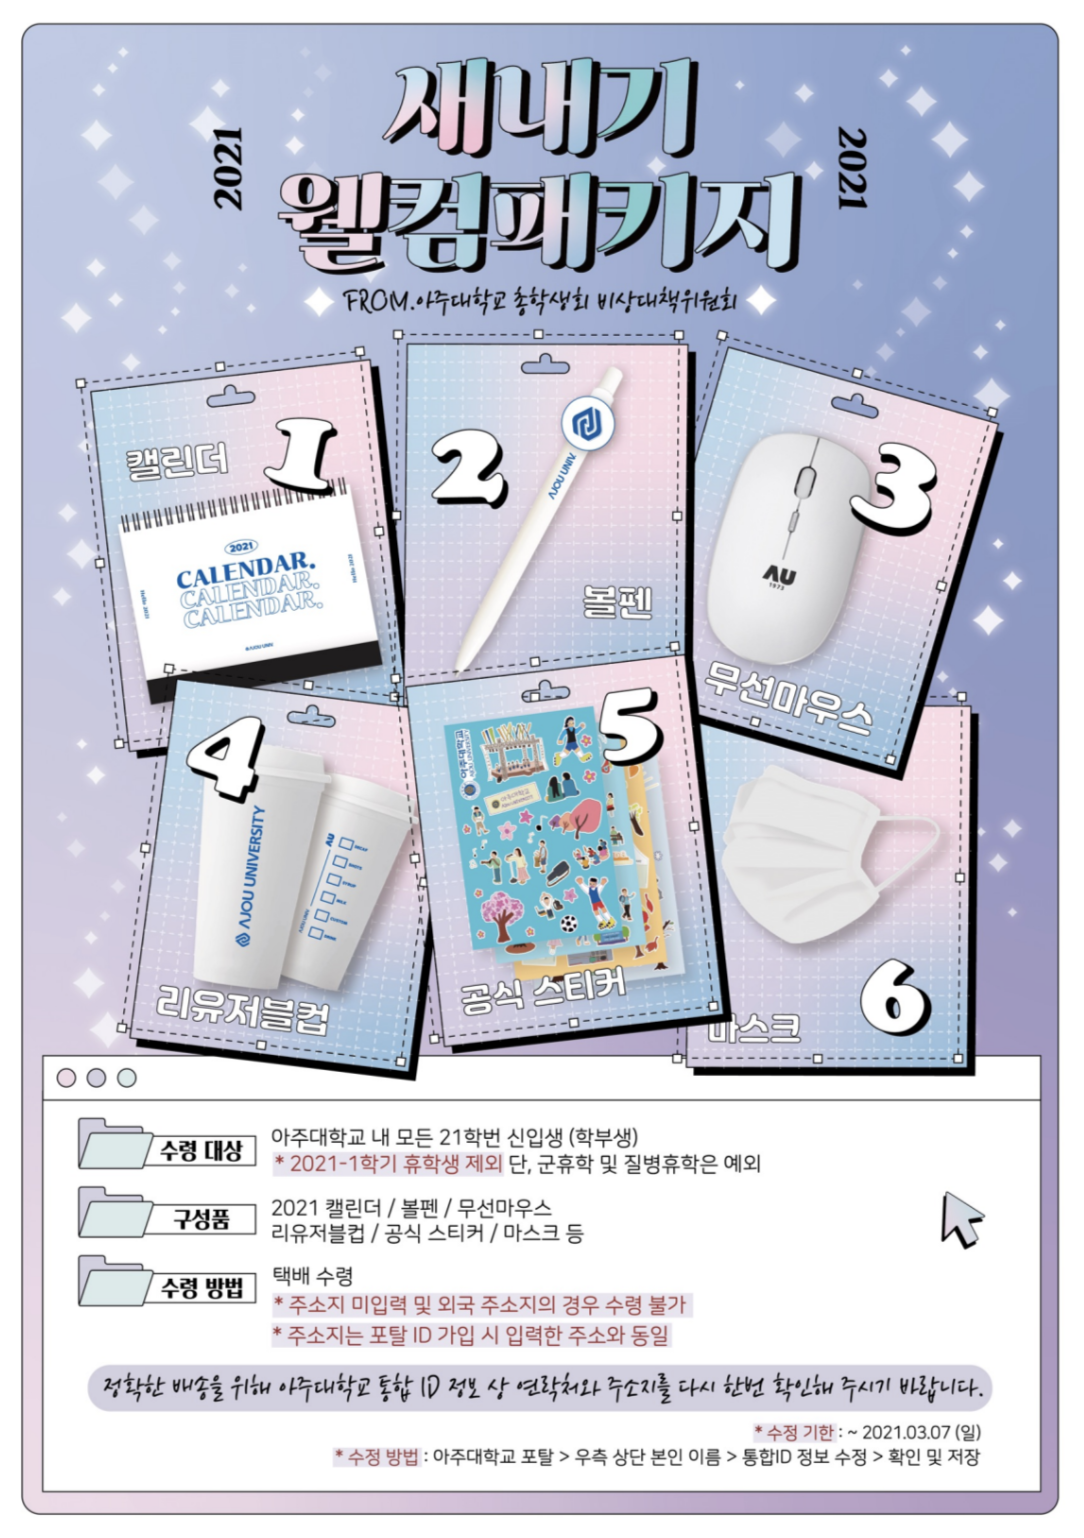 2021
새내기
웰컴패키지
2021
FROM.아주대학교 총학생회 비상대책위원회
캘린더
1
2021
CALENDAR.
CALENDAR.
CALENDAR.
AJOU UNIV
2
AJOU UNIV.
볼펜
3
AU
1973
무선마우스
4
AJOU UNIVERSITY
AU
리유저블컵
5
아주대학교
공식 스티커
6
마스크
수령 대상
아주대학교 내 모든 21학번 신입생 (학부생)
* 2021-1학기 휴학생 제외 단, 군휴학 및 질병휴학은 예외
구성품
2021 캘린더 / 볼펜 / 무선마우스
리유저블컵 / 공식 스티커 / 마스크 등
수령 방법
택배 수령
* 주소지 미입력 및 외국 주소지의 경우 수령 불가
* 주소지는 포탈 ID 가입 시 입력한 주소와 동일
정확한 배송을 위해 아주대학교 통합 ID 정보 상 연락처와 주소지를 다시 한번 확인해 주시기 바랍니다.
* 수정 기한 : ~ 2021.03.07 (일)
* 수정 방법 : 아주대학교 포탈 > 우측 상단 본인 이름 > 통합ID 정보 수정 > 확인 및 저장